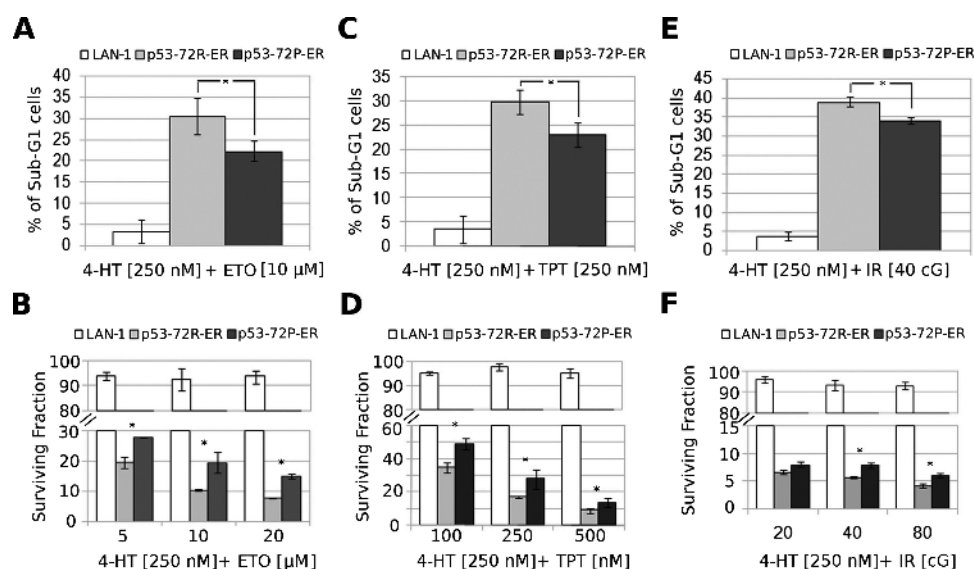 A
LAN-1 p53-72R-ER p53-72P-ER
% of Sub-G1 cells
40
35
30
25
20
15
10
5
0
*
4-HT [250 nM] + ETO [10 µM]
C
LAN-1 p53-72R-ER p53-72P-ER
% of Sub-G1 cells
35
30
25
20
15
10
5
0
*
4-HT [250 nM] + TPT [250 nM]
E
LAN-1 p53-72R-ER p53-72P-ER
% of Sub-G1 cells
45
40
35
30
25
20
15
10
5
0
*
4-HT [250 nM] + IR [40 cG]
B
LAN-1 p53-72R-ER p53-72P-ER
Surviving Fraction
100
90
80
30
20
10
0
* * *
5 10 20
4-HT [250 nM]+ ETO [µM]
D
LAN-1 p53-72R-ER p53-72P-ER
Surviving Fraction
100
90
80
60
40
20
0
* * *
100 250 500
4-HT [250 nM]+ TPT [nM]
F
LAN-1 p53-72R-ER p53-72P-ER
Surviving Fraction
100
90
80
15
10
5
0
* *
20 40 80
4-HT [250 nM]+ IR [cG]